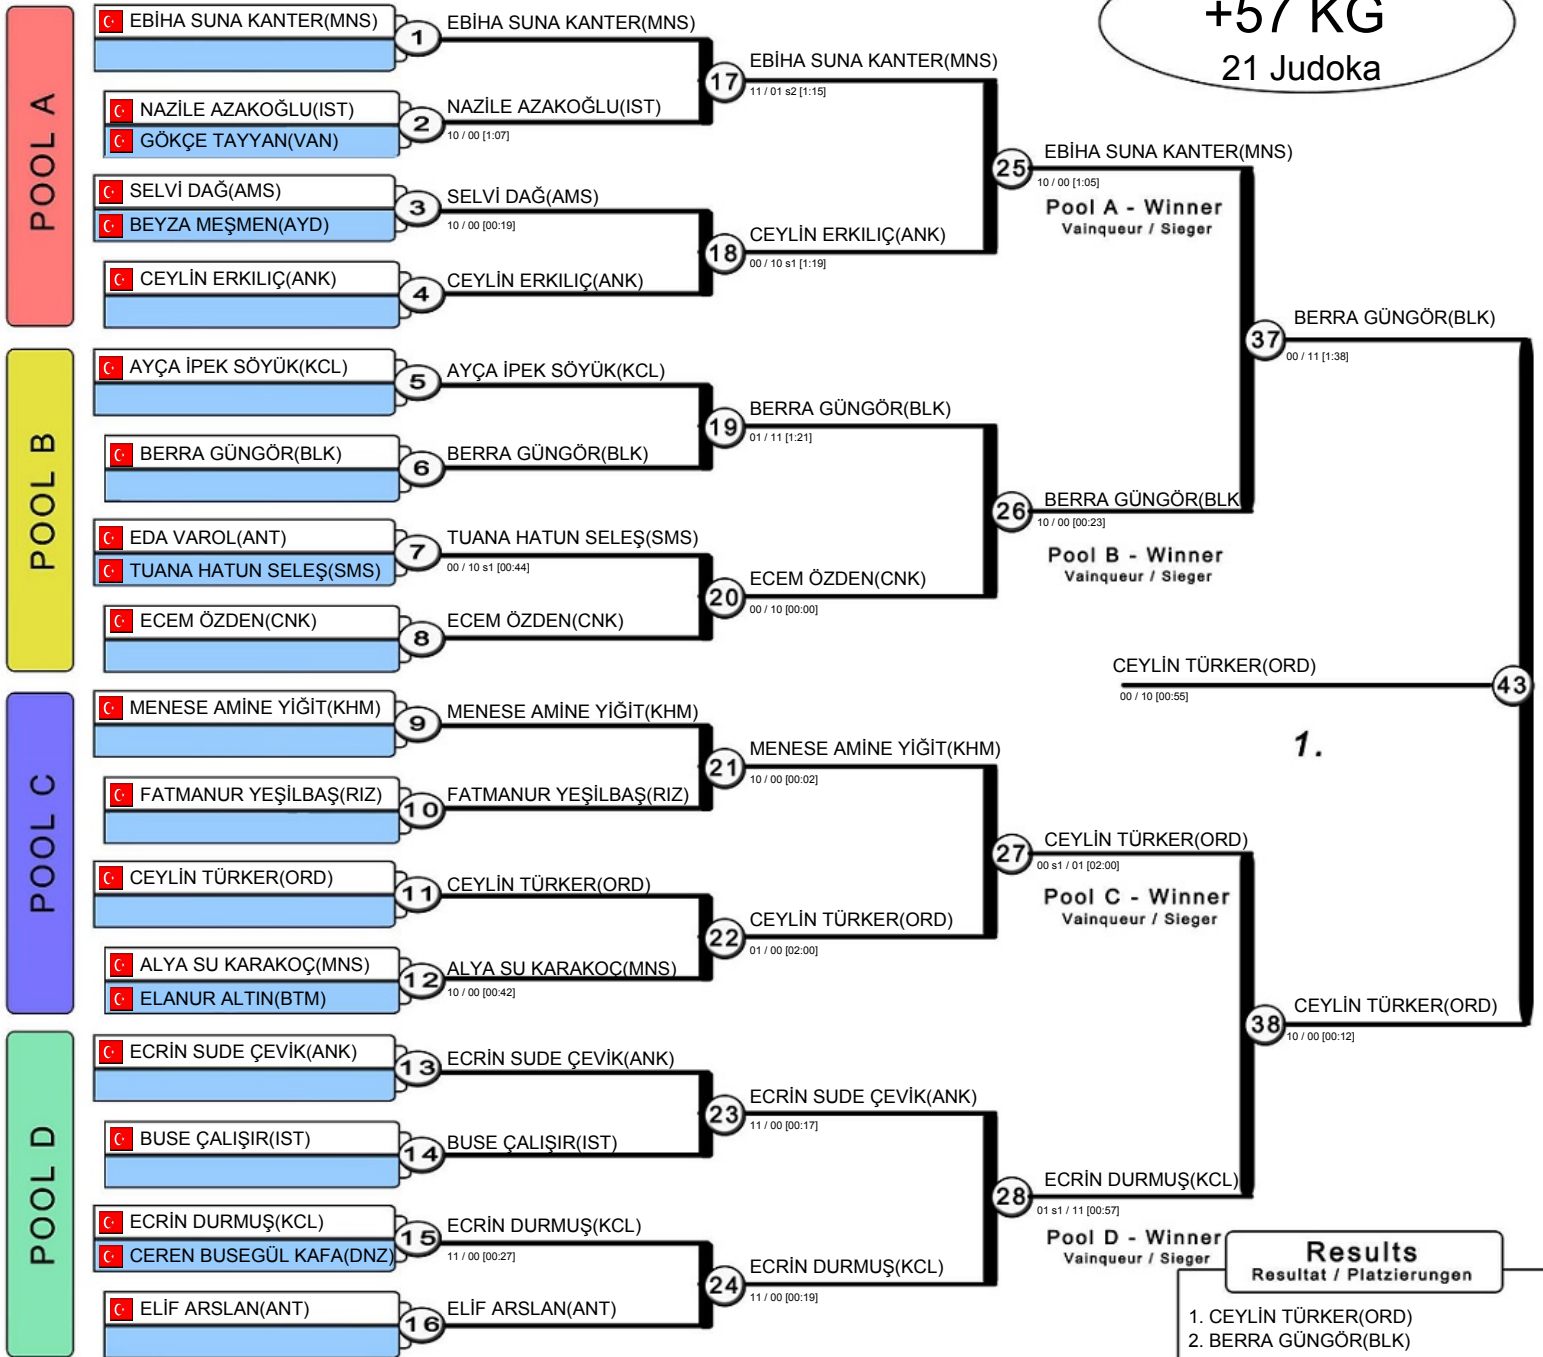 +57 KG
21 Judoka
POOL A
EBİHA SUNA KANTER(MNS)
1
EBİHA SUNA KANTER(MNS)
NAZİLE AZAKOĞLU(IST)
GÖKÇE TAYYAN(VAN)
2
NAZİLE AZAKOĞLU(IST)
10 / 00 [1:07]
17
EBİHA SUNA KANTER(MNS)
11 / 01 s2 [1:15]
SELVİ DAĞ(AMS)
BEYZA MEŞMEN(AYD)
3
SELVİ DAĞ(AMS)
10 / 00 [00:19]
CEYLİN ERKILIÇ(ANK)
4
CEYLİN ERKILIÇ(ANK)
18
CEYLİN ERKILIÇ(ANK)
00 / 10 s1 [1:19]
25
EBİHA SUNA KANTER(MNS)
10 / 00 [1:05]
Pool A - Winner
Vainqueur / Sieger
POOL B
AYÇA İPEK SÖYÜK(KCL)
5
AYÇA İPEK SÖYÜK(KCL)
BERRA GÜNGÖR(BLK)
6
BERRA GÜNGÖR(BLK)
19
BERRA GÜNGÖR(BLK)
01 / 11 [1:21]
EDA VAROL(ANT)
TUANA HATUN SELEŞ(SMS)
7
TUANA HATUN SELEŞ(SMS)
00 / 10 s1 [00:44]
ECEM ÖZDEN(CNK)
8
ECEM ÖZDEN(CNK)
20
ECEM ÖZDEN(CNK)
00 / 10 [00:00]
26
BERRA GÜNGÖR(BLK
10 / 00 [00:23]
Pool B - Winner
Vainqueur / Sieger
37
BERRA GÜNGÖR(BLK)
00 / 11 [1:38]
CEYLİN TÜRKER(ORD)
00 / 10 [00:55]
43
1.
POOL C
MENESE AMİNE YİĞİT(KHM)
9
MENESE AMİNE YİĞİT(KHM)
FATMANUR YEŞİLBAŞ(RIZ)
10
FATMANUR YEŞİLBAŞ(RIZ)
21
MENESE AMİNE YİĞİT(KHM)
10 / 00 [00:02]
CEYLİN TÜRKER(ORD)
11
CEYLİN TÜRKER(ORD)
ALYA SU KARAKOÇ(MNS)
ELANUR ALTIN(BTM)
12
ALYA SU KARAKOÇ(MNS)
10 / 00 [00:42]
22
CEYLİN TÜRKER(ORD)
01 / 00 [02:00]
27
CEYLİN TÜRKER(ORD)
00 s1 / 01 [02:00]
Pool C - Winner
Vainqueur / Sieger
POOL D
ECRİN SUDE ÇEVİK(ANK)
13
ECRİN SUDE ÇEVİK(ANK)
BUSE ÇALIŞIR(IST)
14
BUSE ÇALIŞIR(IST)
23
ECRİN SUDE ÇEVİK(ANK)
11 / 00 [00:17]
ECRİN DURMUŞ(KCL)
CEREN BUSEGÜL KAFA(DNZ)
15
ECRİN DURMUŞ(KCL)
11 / 00 [00:27]
ELİF ARSLAN(ANT)
16
ELİF ARSLAN(ANT)
24
ECRİN DURMUŞ(KCL)
11 / 00 [00:19]
28
ECRİN DURMUŞ(KCL)
01 s1 / 11 [00:57]
Pool D - Winner
Vainqueur / Sieger
38
CEYLİN TÜRKER(ORD)
10 / 00 [00:12]
Results
Resultat / Platzierungen
1. CEYLİN TÜRKER(ORD)
2. BERRA GÜNGÖR(BLK)